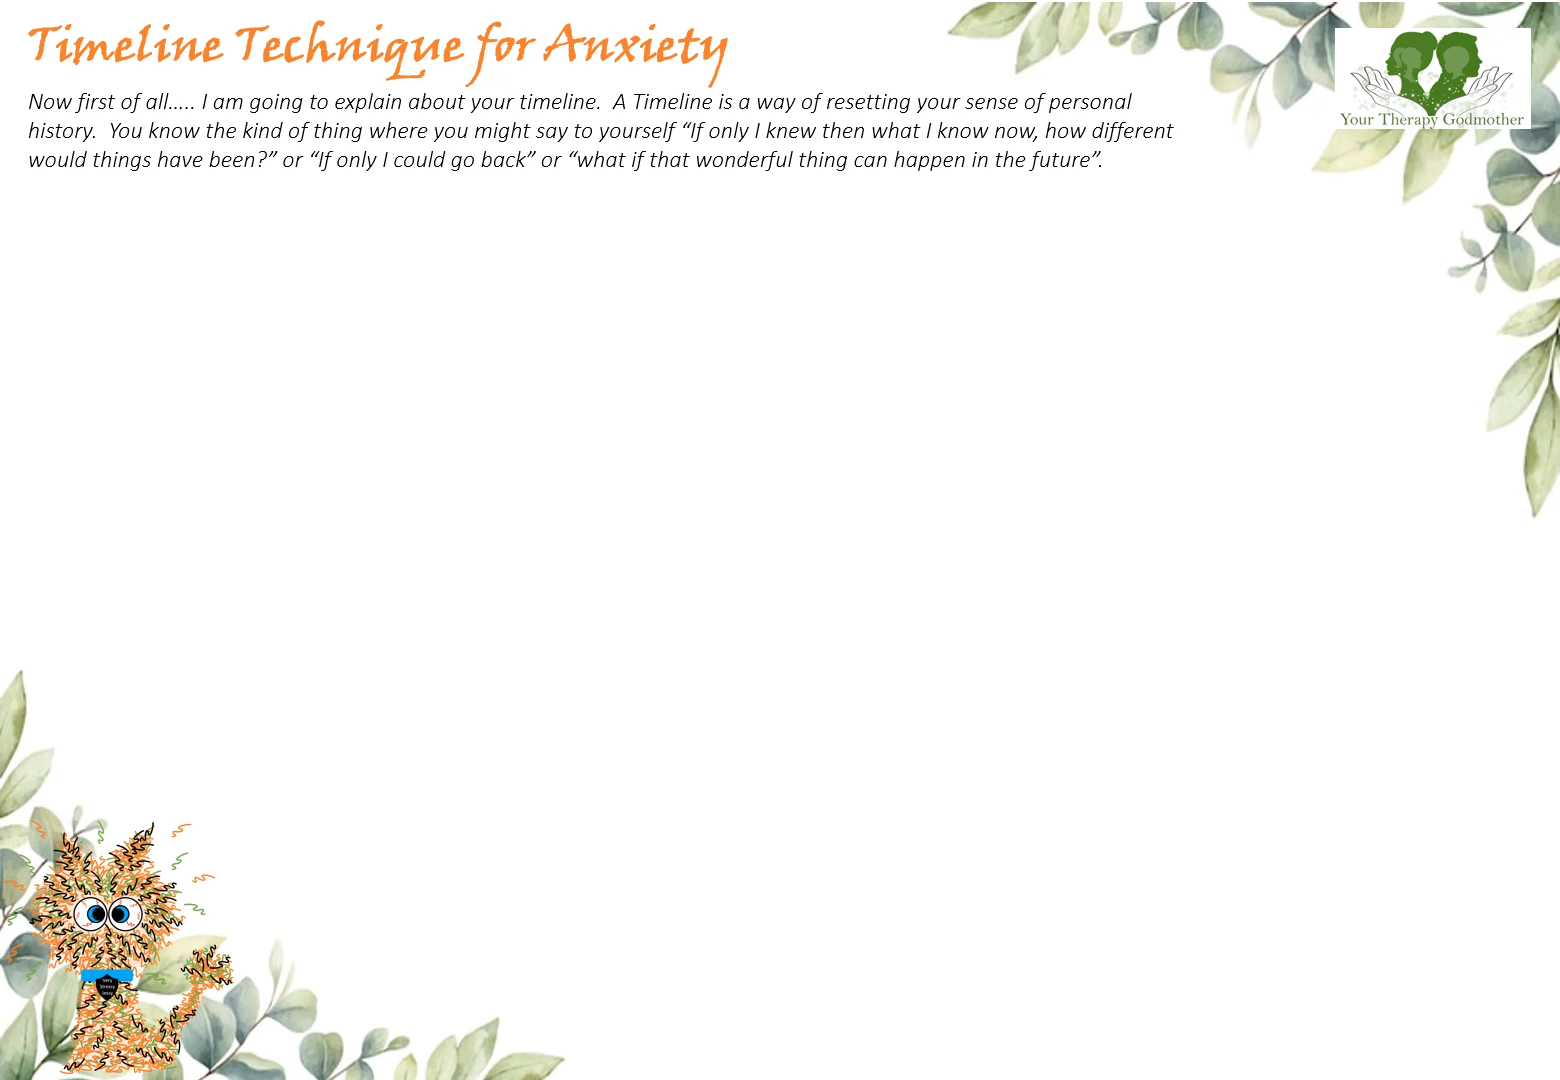 Timeline Technique for Anxiety
Now first of all..... I am going to explain about your timeline.  A Timeline is a way of resetting your sense of personal
history.  You know the kind of thing where you might say to yourself “If only I knew then what I know now, how different
would things have been?” or “If only I could go back” or “what if that wonderful thing can happen in the future”.
Your Therapy Godmother
Very
Stressy
Jessy